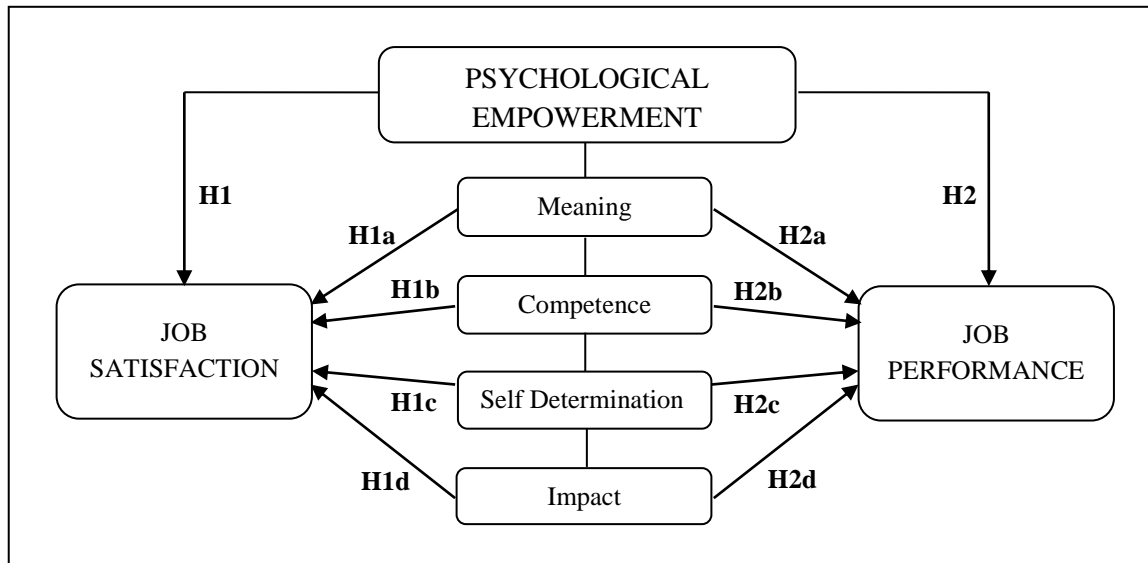 PSYCHOLOGICAL
EMPOWERMENT
H1
H2
Meaning
H1a
H2a
H1b
Competence
H2b
JOB
SATISFACTION
JOB
PERFORMANCE
H1c
Self Determination
H2c
H1d
Impact
H2d